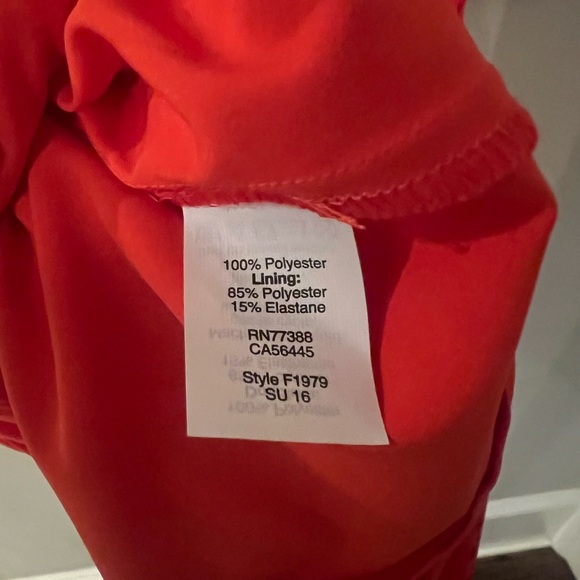 100% Polyester
Lining:
85% Polyester
15% Elastane
RN77388
CA56445
Style F1979
SU 16